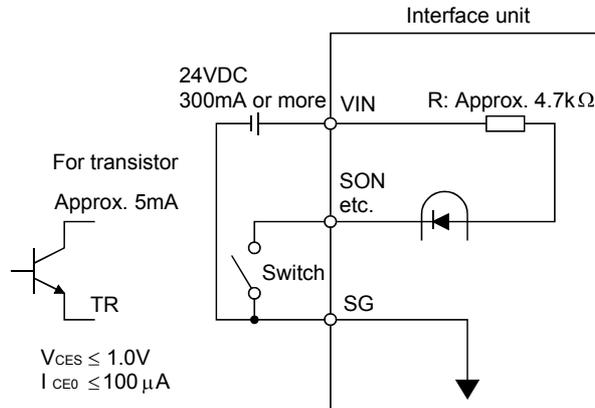 Interface unit
24VDC
300mA or more
VIN
R: Approx. 4.7kΩ
For transistor
Approx. 5mA
SON
etc.
Switch
TR
SG
VCES ≤ 1.0V
I CE0 ≤100 μA